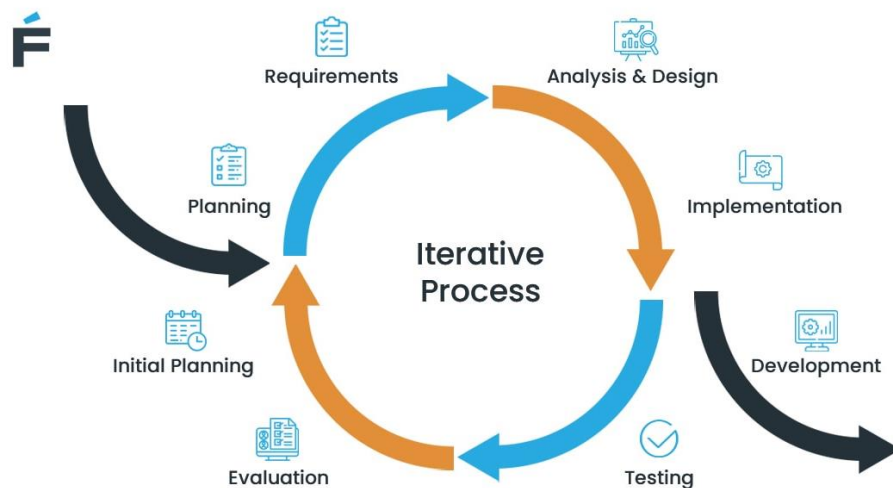 F
Requirements
Analysis & Design
Planning
Implementation
Iterative
Process
Initial Planning
Development
Evaluation
Testing